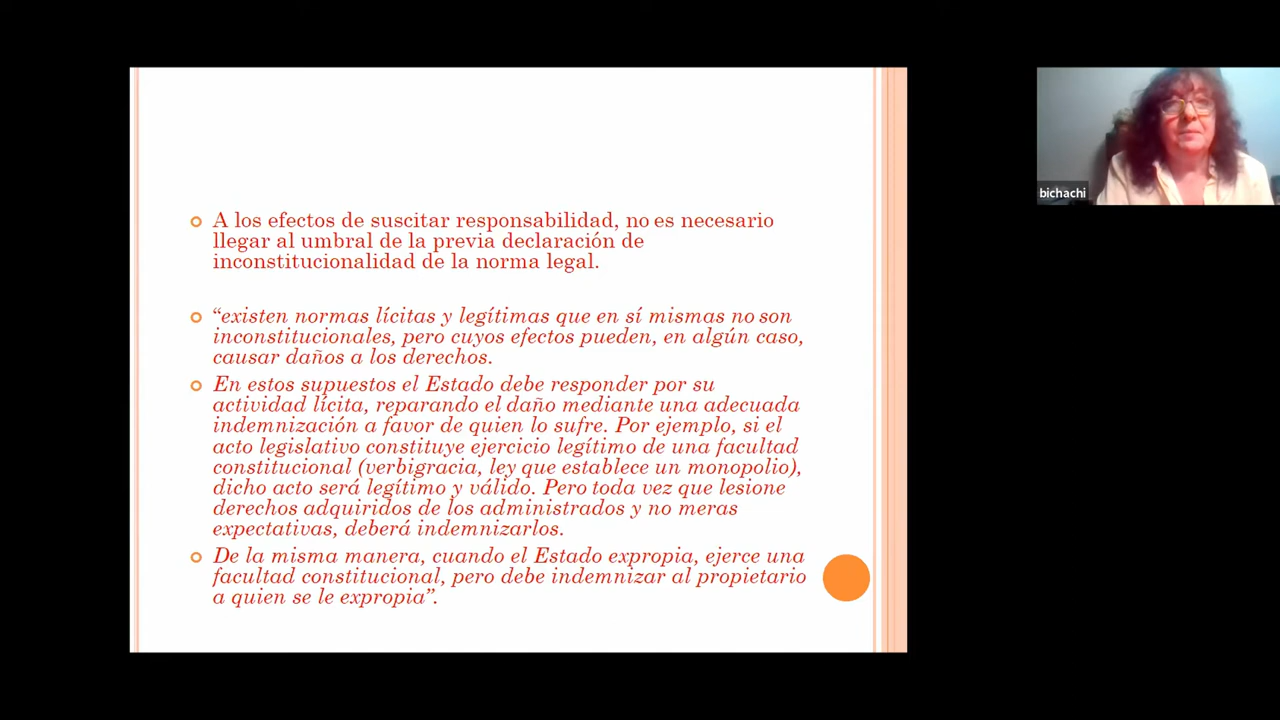 A los efectos de suscitar responsabilidad, no es necesario
llegar al umbral de la previa declaración de
inconstitucionalidad de la norma legal.
“existen normas lícitas y legítimas que en sí mismas no son
inconstitucionales, pero cuyos efectos pueden, en algún caso,
causar daños a los derechos.
En estos supuestos el Estado debe responder por su
actividad lícita, reparando el daño mediante una adecuada
indemnización a favor de quien lo sufre. Por ejemplo, si el
acto legislativo constituye ejercicio legítimo de una facultad
constitucional (verbigracia, ley que establece un monopolio),
dicho acto será legítimo y válido. Pero toda vez que lesione
derechos adquiridos de los administrados y no meras
expectativas, deberá indemnizarlos.
De la misma manera, cuando el Estado expropia, ejerce una
facultad constitucional, pero debe indemnizar al propietario
a quien se le expropia”.
bichachi